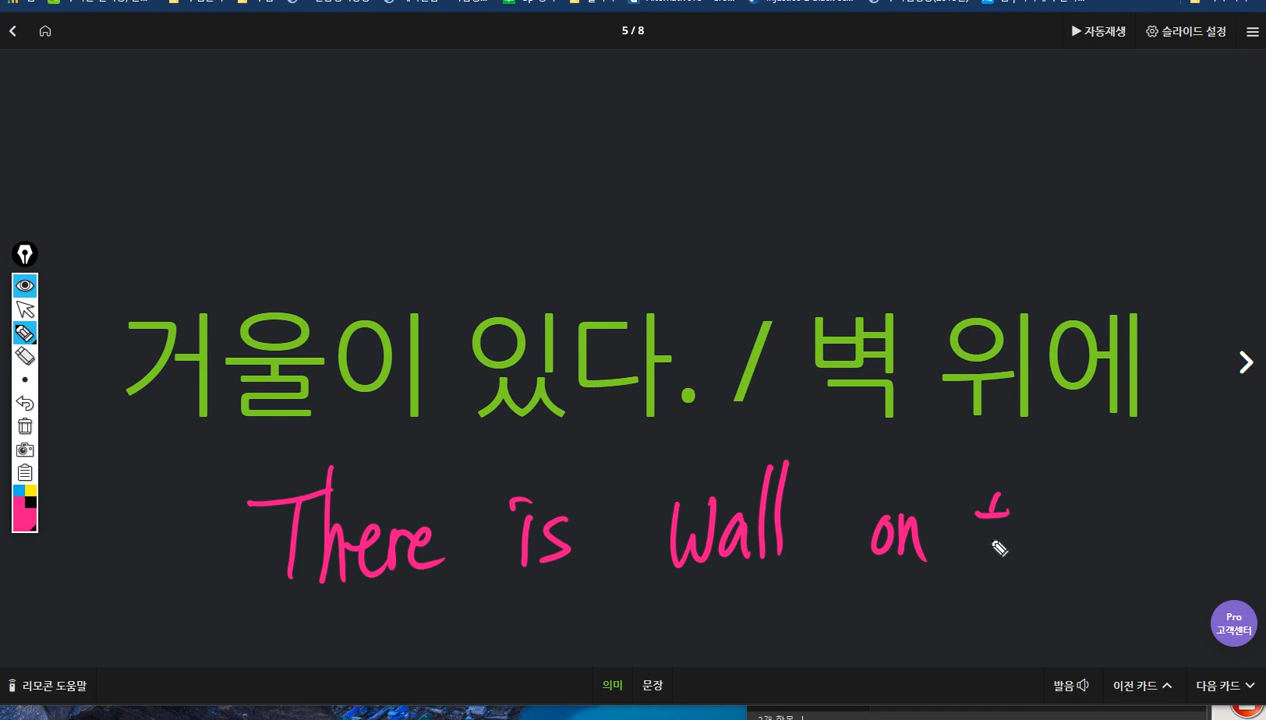 5 / 8
자동재생
슬라이드 설정
거울이 있다. / 벽 위에
There is wall on
Pro
고객센터
리모콘 도움말
의미
문장
발음
이전 카드
다음 카드